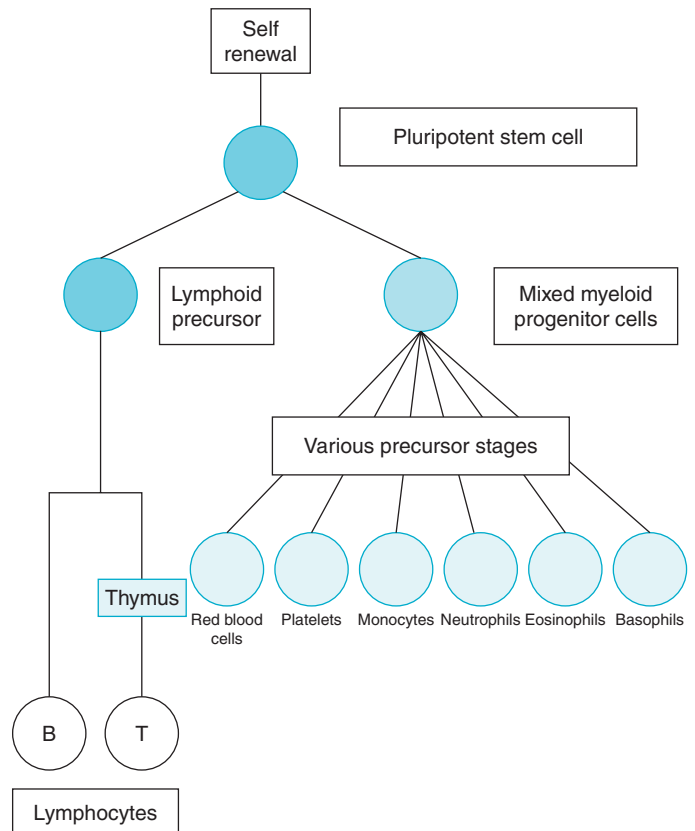 Self
renewal
Pluripotent stem cell
Lymphoid
precursor
Mixed myeloid
progenitor cells
Various precursor stages
Thymus
Red blood
cells
Platelets
Monocytes
Neutrophils
Eosinophils
Basophils
B
T
Lymphocytes